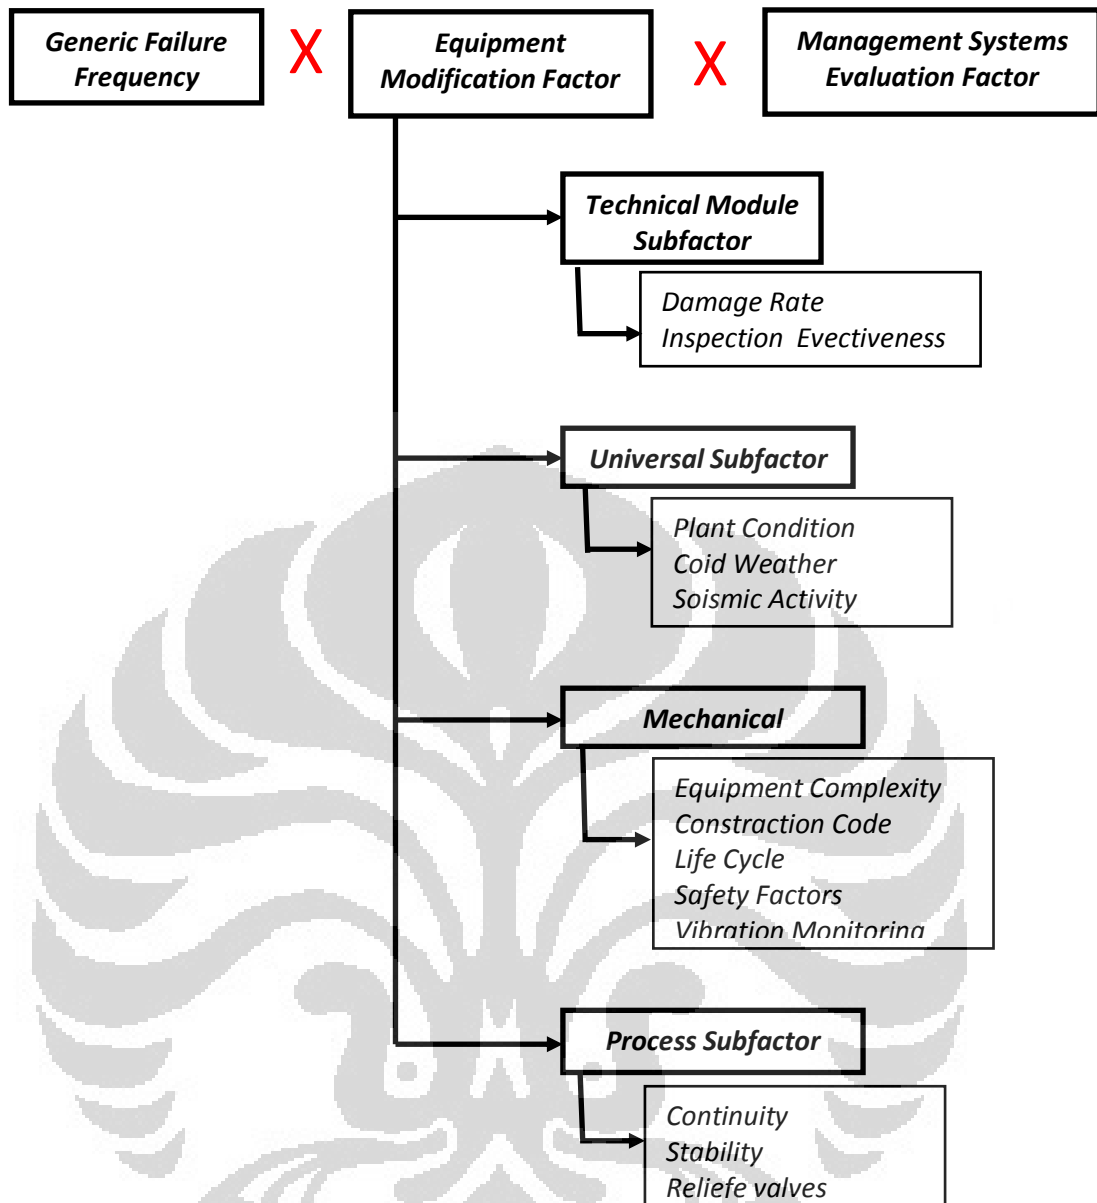 Generic Failure
Frequency
X
Equipment
Modification Factor
X
Management Systems
Evaluation Factor
Technical Module
Subfactor
Damage Rate
Inspection Evectiveness
Universal Subfactor
Plant Condition
Coid Weather
Soismic Activity
Mechanical
Equipment Complexity
Constraction Code
Life Cycle
Safety Factors
Vibration Monitoring
Process Subfactor
Continuity
Stability
Reliefe valves